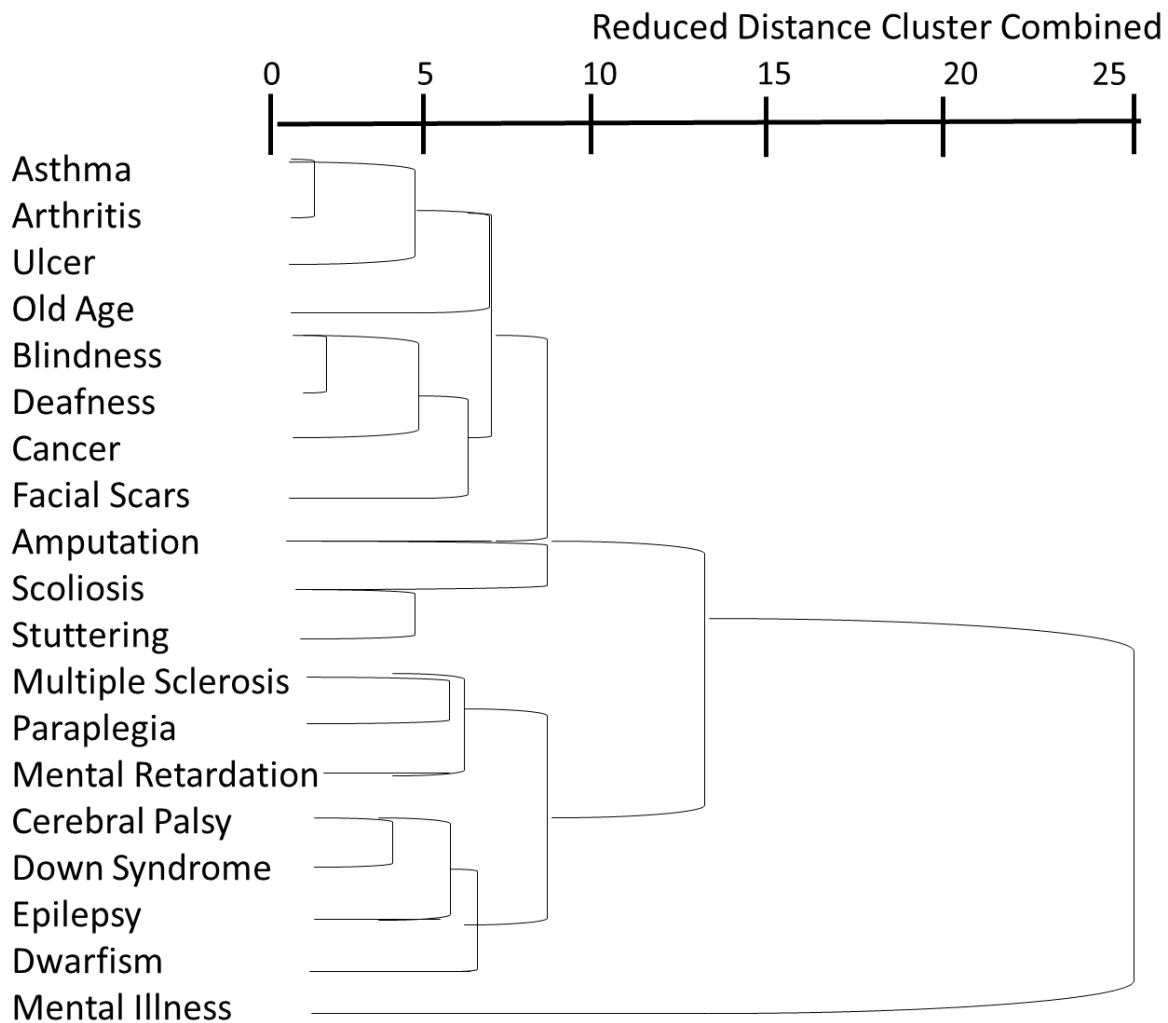 Reduced Distance Cluster Combined
0 5 10 15 20 25
Asthma
Arthritis
Ulcer
Old Age
Blindness
Deafness
Cancer
Facial Scars
Amputation
Scoliosis
Stuttering
Multiple Sclerosis
Paraplegia
Mental Retardation
Cerebral Palsy
Down Syndrome
Epilepsy
Dwarfism
Mental Illness